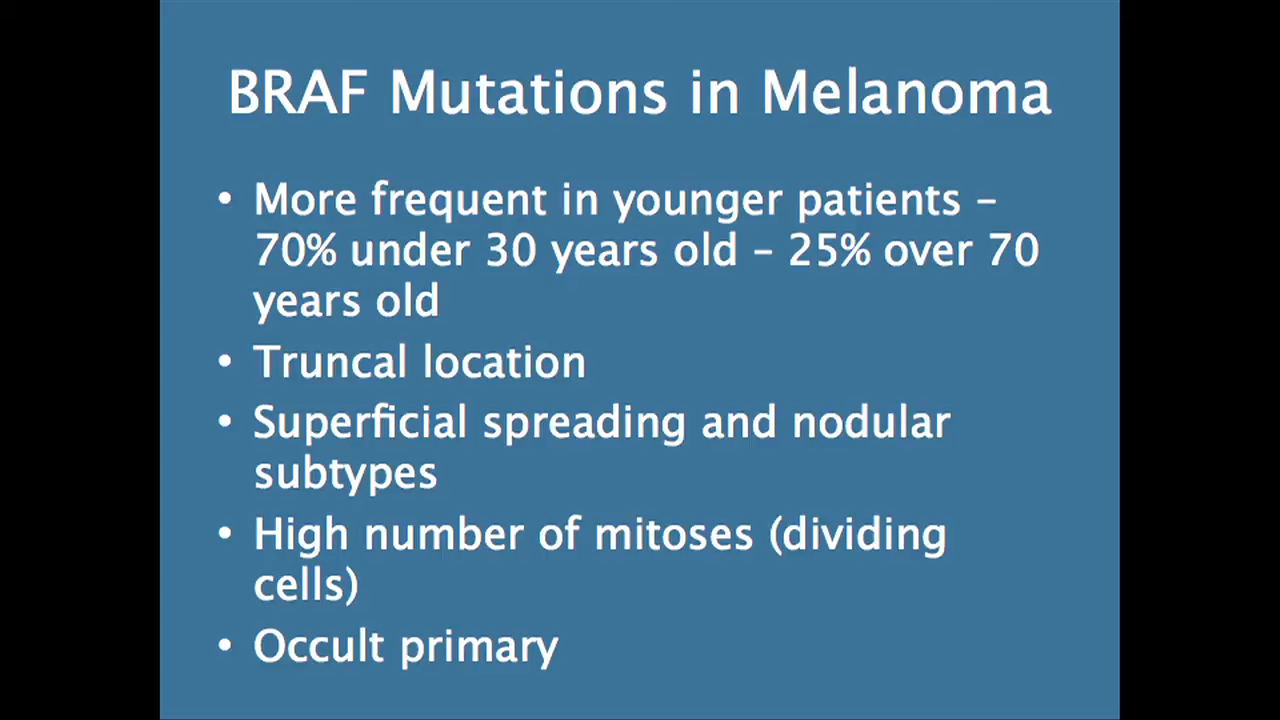 BRAF Mutations in Melanoma
• More frequent in younger patients –
70% under 30 years old – 25% over 70
years old
• Truncal location
• Superficial spreading and nodular
subtypes
• High number of mitoses (dividing
cells)
• Occult primary